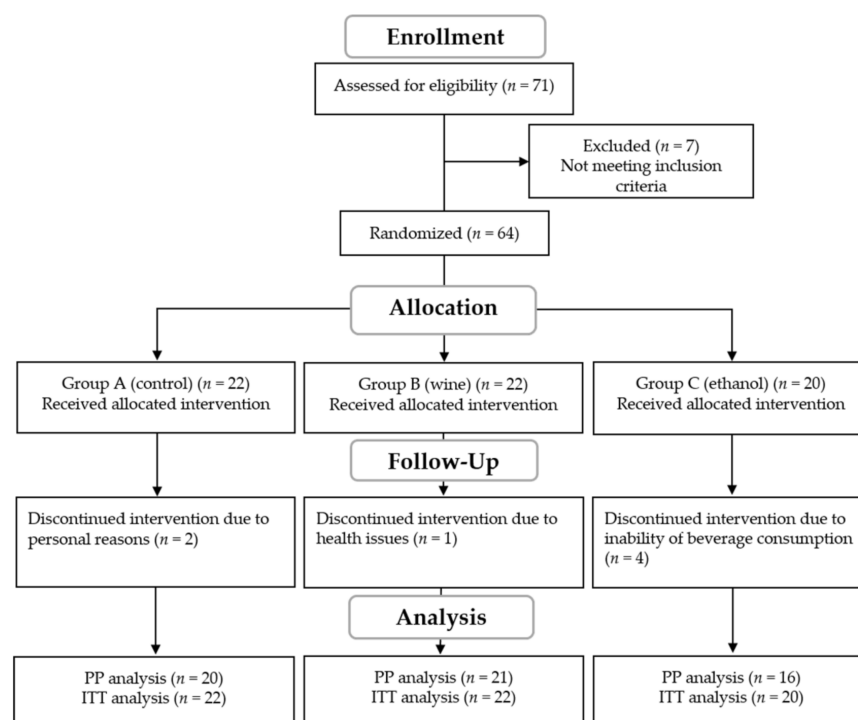 Enrollment
Assessed for eligibility (n = 71)
Excluded (n = 7)
Not meeting inclusion
criteria
Randomized (n = 64)
Allocation
Group A (control) (n = 22)
Received allocated intervention
Group B (wine) (n = 22)
Received allocated intervention
Group C (ethanol) (n = 20)
Received allocated intervention
Follow-Up
Discontinued intervention due to
personal reasons (n = 2)
Discontinued intervention due to
health issues (n = 1)
Discontinued intervention due to
inability of beverage consumption
(n = 4)
Analysis
PP analysis (n = 20)
ITT analysis (n = 22)
PP analysis (n = 21)
ITT analysis (n = 22)
PP analysis (n = 16)
ITT analysis (n = 20)